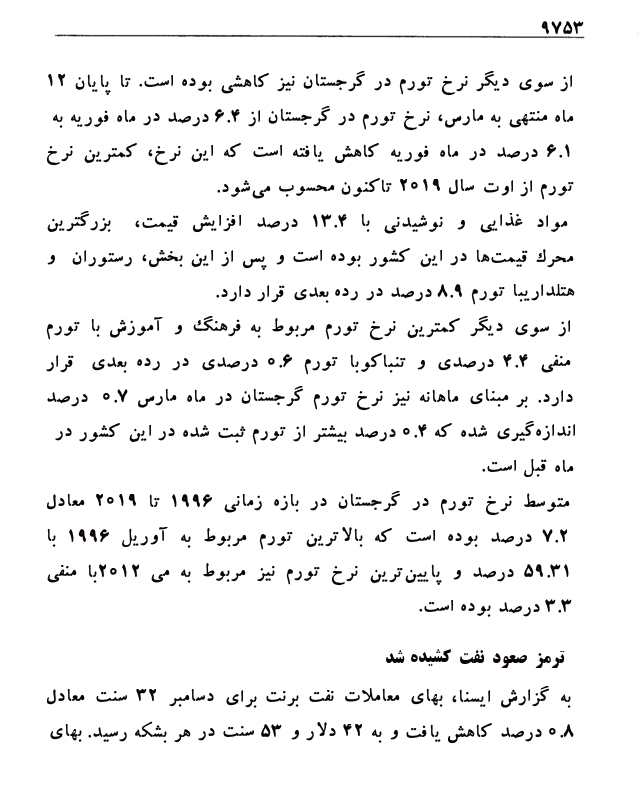 ۹۷۵۳
از سوی دیگر نرخ تورم در گرجستان نیز کاهشی بوده است. تا پایان ۱۲
ماه منتهی به مارس، نرخ تورم در گرجستان از ۶.۴ درصد در ماه فوریه به
۶.۱ درصد در ماه فوریه کاهش یافته است که این نرخ، کمترین نرخ
تورم از اوت سال ۲۰۱۹ تاکنون محسوب می‌شود.
مواد غذایی و نوشیدنی با ۱۳.۴ درصد افزایش قیمت، بزرگترین
محرك قیمت‌ها در این کشور بوده است و پس از این بخش، رستوران و
هتلداریبا تورم ۸.۹ درصد در رده بعدی قرار دارد.
از سوی دیگر کمترین نرخ تورم مربوط به فرهنگ و آموزش با تورم
منفی ۴.۴ درصدی و تنباکوبا تورم ۰.۶ درصدی در رده بعدی قرار
دارد. بر مبنای ماهانه نیز نرخ تورم گرجستان در ماه مارس ۰.۷ درصد
اندازه‌گیری شده که ۰.۴ درصد بیشتر از تورم ثبت شده در این کشور در
ماه قبل است.
متوسط نرخ تورم در گرجستان در بازه زمانی ۱۹۹۶ تا ۲۰۱۹ معادل
۷.۲ درصد بوده است که بالاترین تورم مربوط به آوریل ۱۹۹۶ با
۵۹.۳۱ درصد و پایین‌ترین نرخ تورم نیز مربوط به می ۲۰۱۲با منفی
۳.۳ درصد بوده است.
ترمز صعود نفت کشیده شد
به گزارش ایسنا، بهای معاملات نفت برنت برای دسامبر ۳۲ سنت معادل
۰.۸ درصد کاهش یافت و به ۴۲ دلار و ۵۳ سنت در هر بشکه رسید. بهای